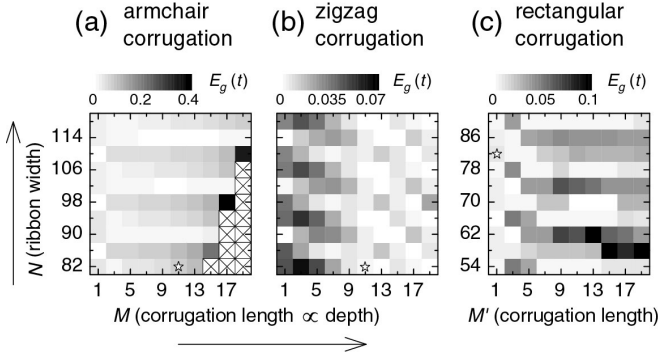 (a) armchair corrugation
(b) zigzag corrugation
(c) rectangular corrugation
E_g (t)
0 0.2 0.4
E_g (t)
0 0.035 0.07
E_g (t)
0 0.05 0.1
N (ribbon width)
114
106
98
90
82
86
78
70
62
54
1 5 9 13 17
1 5 9 13 17
1 5 9 13 17
M (corrugation length ∝ depth)
M' (corrugation length)